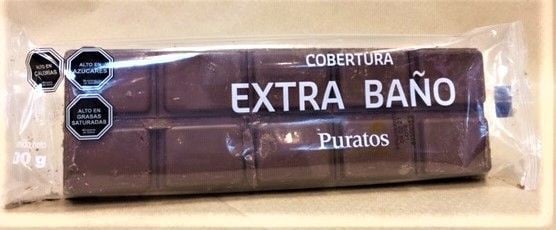 COBERTURA
EXTRA BAÑO
Puratos
ALTO EN
CALORÍAS
ALTO EN
AZÚCARES
ALTO EN
GRASAS
SATURADAS